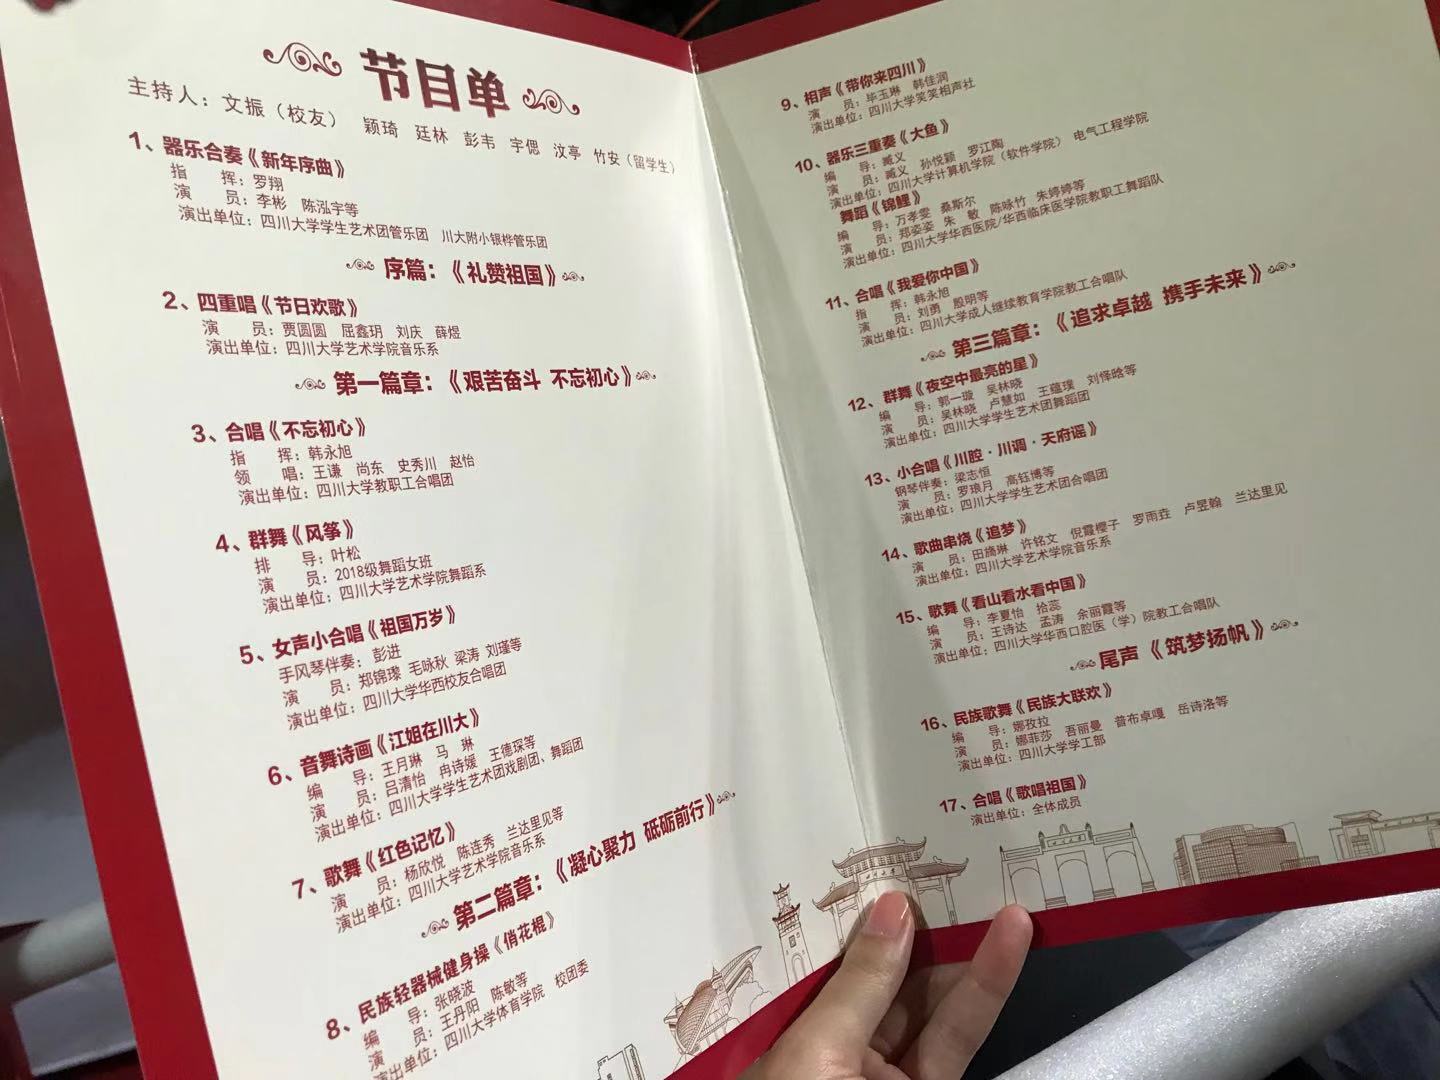 节目单
主持人：文振（校友） 颖琦 廷林 彭韦 宇偲 汶亭 竹安（留学生）
1、器乐合奏《新年序曲》
指 挥：罗翔
演 员：李彬 陈泓宇等
演出单位：四川大学学生艺术团管乐团 川大附小银桦管乐团
序篇：《礼赞祖国》
2、四重唱《节日欢歌》
演 员：贾圆圆 屈鑫玥 刘庆 薛煜
演出单位：四川大学艺术学院音乐系
第一篇章：《艰苦奋斗 不忘初心》
3、合唱《不忘初心》
指 挥：韩永旭
领 唱：王谦 尚东 史秀川 赵怡
演出单位：四川大学教职工合唱团
4、群舞《风筝》
排 导：叶松
演 员：2018级舞蹈女班
演出单位：四川大学艺术学院舞蹈系
5、女声小合唱《祖国万岁》
手风琴伴奏：彭进
演 员：郑锦瓈 毛咏秋 梁涛 刘瑾等
演出单位：四川大学华西校友合唱团
6、音舞诗画《江姐在川大》
编 导：王月琳 马 琳
演 员：吕清怡 冉诗媛 王德琛等
演出单位：四川大学学生艺术团戏剧团、舞蹈团
7、歌舞《红色记忆》
演 员：杨欣悦 陈连秀 兰达里见等
演出单位：四川大学艺术学院音乐系
第二篇章：《凝心聚力 砥砺前行》
8、民族轻器械健身操《俏花棍》
编 导：张晓波
演 员：王丹阳 陈敏等
演出单位：四川大学体育学院 校团委
9、相声《带你来四川》
演 员：毕玉琳 韩佳润
演出单位：四川大学笑笑相声社
10、器乐三重奏《大鱼》
编 导：臧义
演 员：臧义 孙悦颖 罗江陶
演出单位：四川大学计算机学院（软件学院） 电气工程学院
舞蹈《锦鲤》
编 导：万孝雯 桑斯尔
演 员：郑姿姿 朱 敏 陈咏竹 朱婷婷等
演出单位：四川大学华西医院/华西临床医学院教职工舞蹈队
11、合唱《我爱你中国》
指 挥：韩永旭
演 员：刘勇 殷明等
演出单位：四川大学成人继续教育学院教工合唱队
第三篇章：《追求卓越 携手未来》
12、群舞《夜空中最亮的星》
编 导：郭一璇 吴林晓
演 员：吴林晓 卢慧如 王蕴璞 刘怿晗等
演出单位：四川大学学生艺术团舞蹈团
13、小合唱《川腔·川调·天府谣》
钢琴伴奏：梁志恒
演 员：罗琅月 高钰博等
演出单位：四川大学学生艺术团合唱团
14、歌曲串烧《追梦》
演 员：田旖琳 许铭文 倪霞樱子 罗雨垚 卢昱翰 兰达里见
演出单位：四川大学艺术学院音乐系
15、歌舞《看山看水看中国》
编 导：李夏怡 拾蕊
演 员：王诗达 孟涛 余丽霞等
演出单位：四川大学华西口腔医（学）院教工合唱队
尾声《筑梦扬帆》
16、民族歌舞《民族大联欢》
编 导：娜孜拉
演 员：娜菲莎 吾丽曼 普布卓嘎 岳诗洛等
演出单位：四川大学学工部
17、合唱《歌唱祖国》
演出单位：全体成员